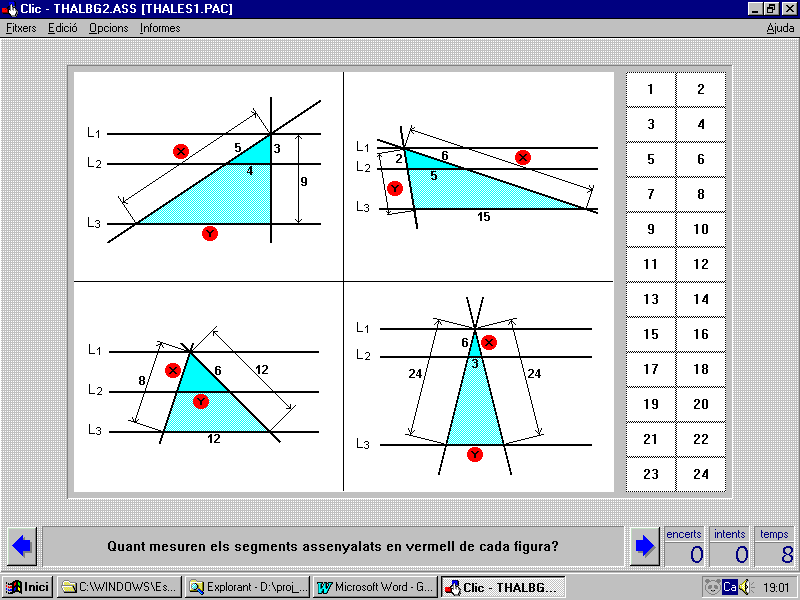 Clic - THALBG2.ASS [THALES1.PAC]
Fitxers Edició Opcions Informes Ajuda
L1 X 5 3 4 9
L2
L3 Y
L1 2 6 X
L2 5
Y
L3 15
L1 X 6 12
8
L2 Y
L3 12
L1 6 X
L2 3
24 24
L3 Y
1 2
3 4
5 6
7 8
9 10
11 12
13 14
15 16
17 18
19 20
21 22
23 24
Quant mesuren els segments assenyalats en vermell de cada figura?
encerts intents temps
0 0 8
Inici C:\WINDOWS\Es... Explorant - D:\proj_... Microsoft Word - G... Clic - THALBG... Ca 19:01